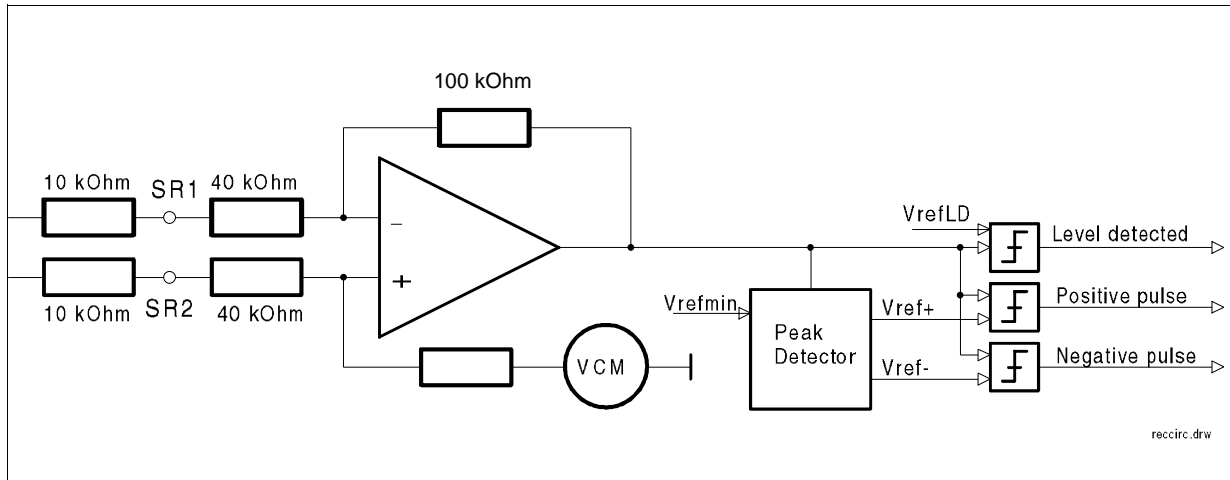 100 kOhm
10 kOhm
SR1
40 kOhm
10 kOhm
SR2
40 kOhm
-
+
VCM
Vrefmin
Peak
Detector
Vref+
Vref-
VrefLD
Level detected
Positive pulse
Negative pulse
reccirc.drw